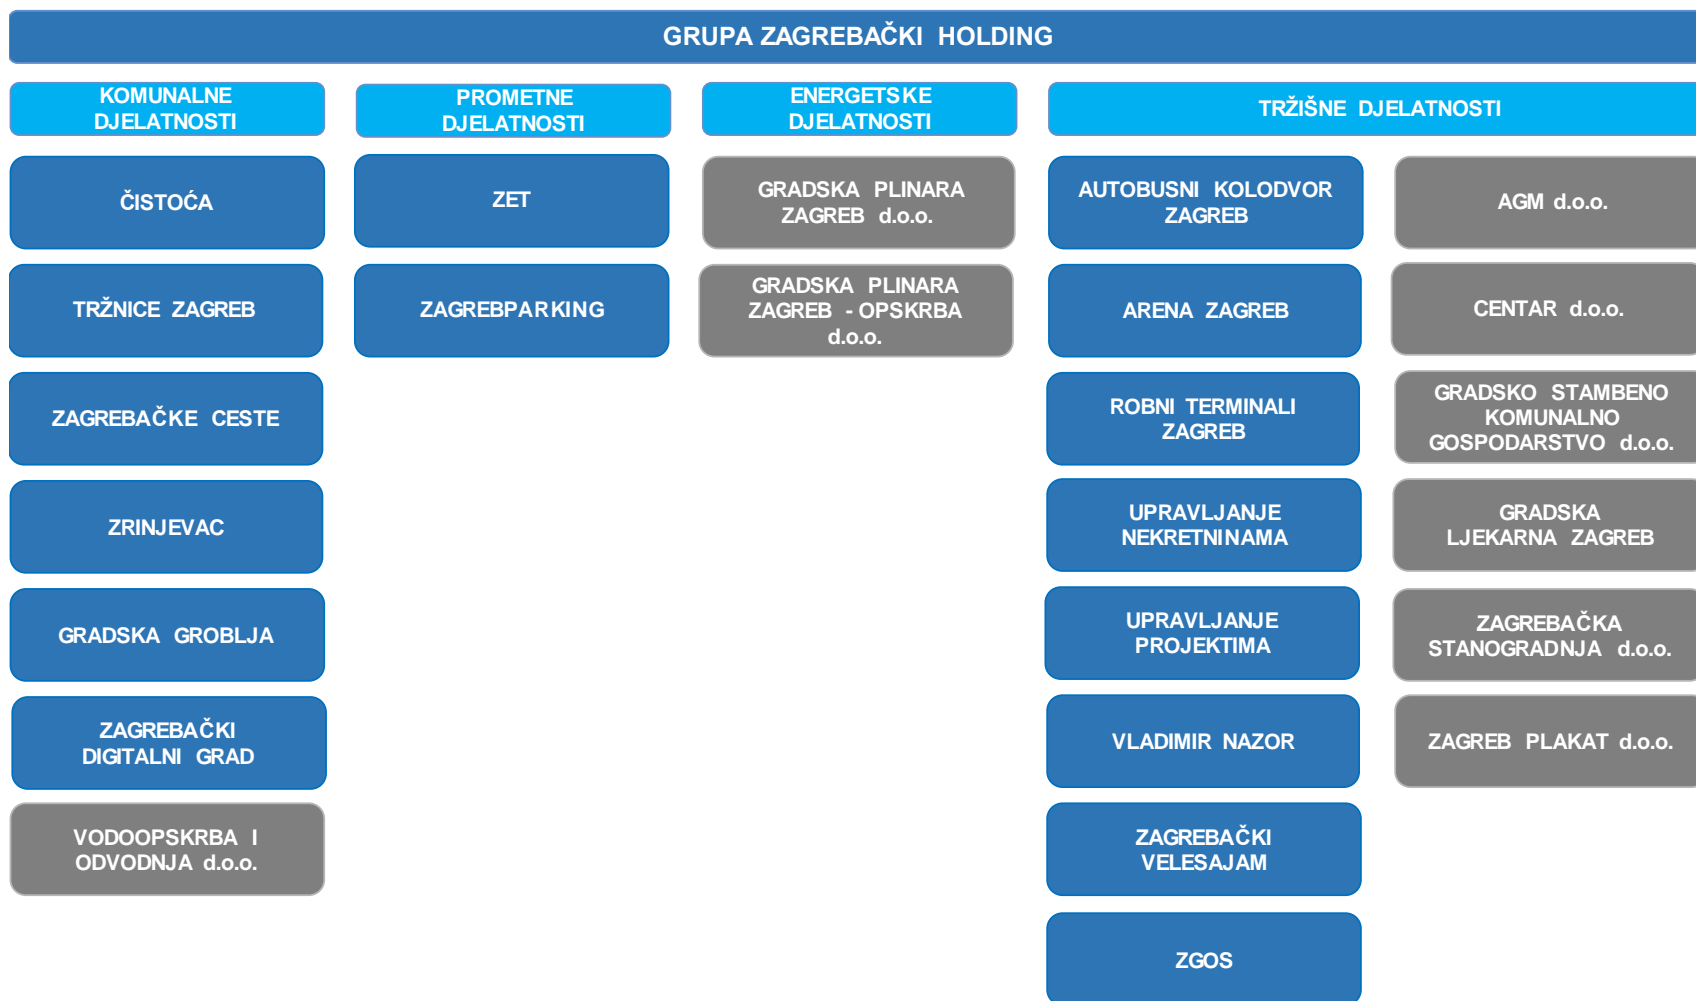 GRUPA ZAGREBAČKI HOLDING
KOMUNALNE
DJELATNOSTI
ČISTOĆA
TRŽNICE ZAGREB
ZAGREBAČKE CESTE
ZRINJEVAC
GRADSKA GROBLJA
ZAGREBAČKI
DIGITALNI GRAD
VODOOPSKRBA I
ODVODNJA d.o.o.
PROMETNE
DJELATNOSTI
ZET
ZAGREBPARKING
ENERGETSKE
DJELATNOSTI
GRADSKA PLINARA
ZAGREB d.o.o.
GRADSKA PLINARA
ZAGREB - OPSKRBA
d.o.o.
TRŽIŠNE DJELATNOSTI
AUTOBUSNI KOLODVOR
ZAGREB
ARENA ZAGREB
ROBNI TERMINALI
ZAGREB
UPRAVLJANJE
NEKRETNINAMA
UPRAVLJANJE
PROJEKTIMA
VLADIMIR NAZOR
ZAGREBAČKI
VELESAJAM
ZGOS
AGM d.o.o.
CENTAR d.o.o.
GRADSKO STAMBENO
KOMUNALNO
GOSPODARSTVO d.o.o.
GRADSKA
LJEKARNA ZAGREB
ZAGREBAČKA
STANOGRADNJA d.o.o.
ZAGREB PLAKAT d.o.o.